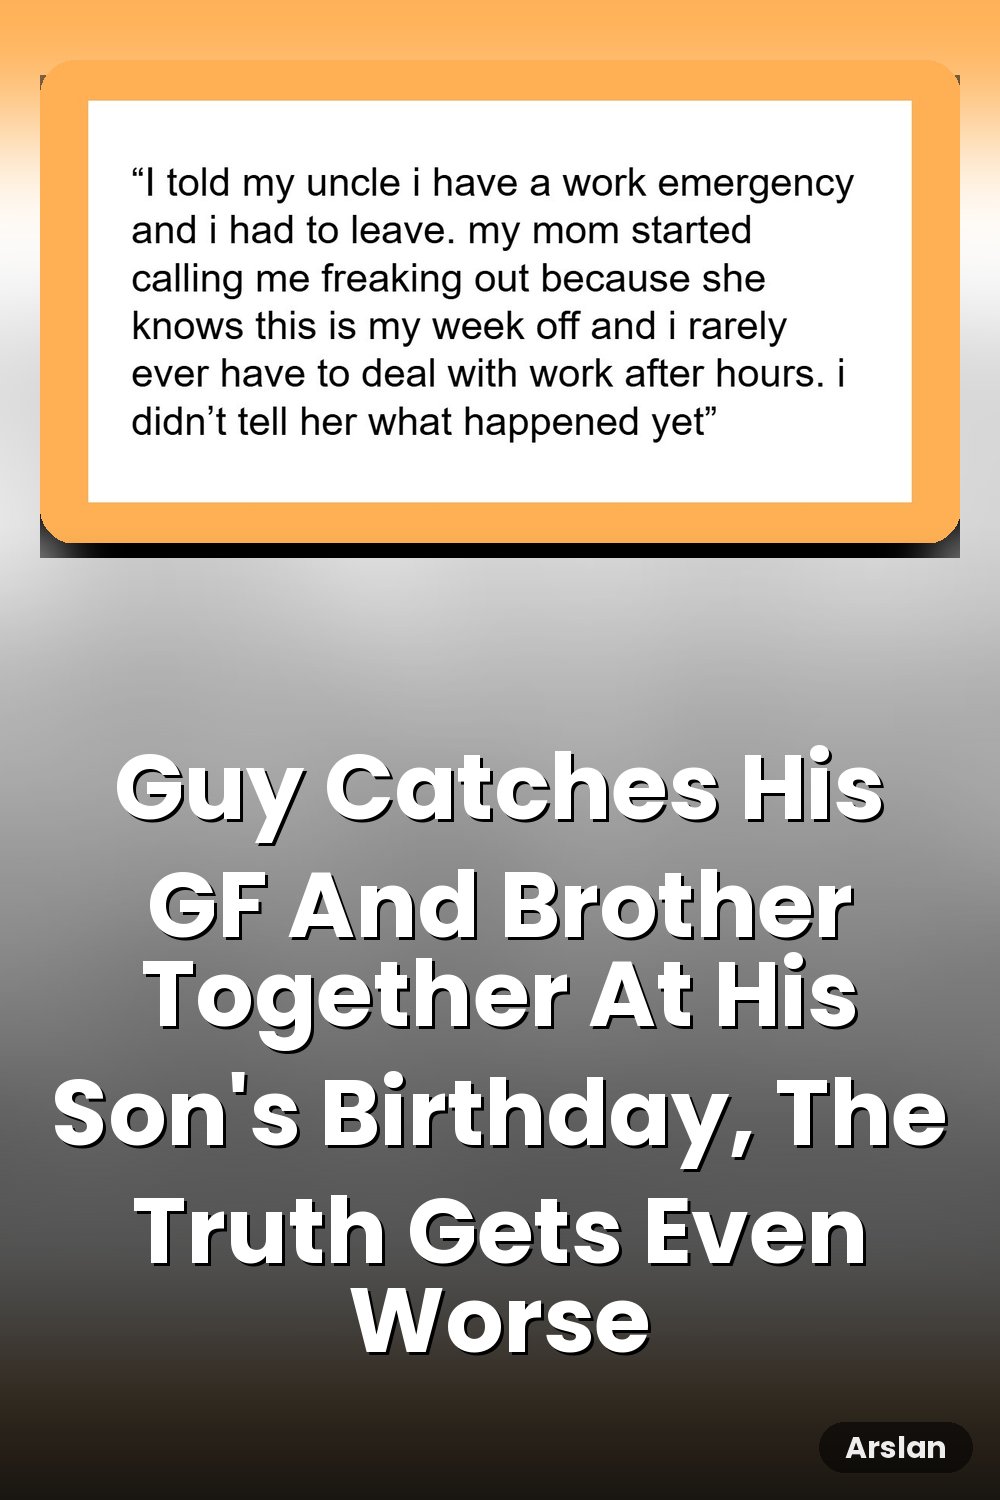 “I told my uncle i have a work emergency
and i had to leave. my mom started
calling me freaking out because she
knows this is my week off and i rarely
ever have to deal with work after hours. i
didn’t tell her what happened yet”
Guy Catches His
GF And Brother
Together At His
Son's Birthday, The
Truth Gets Even
Worse
Arslan